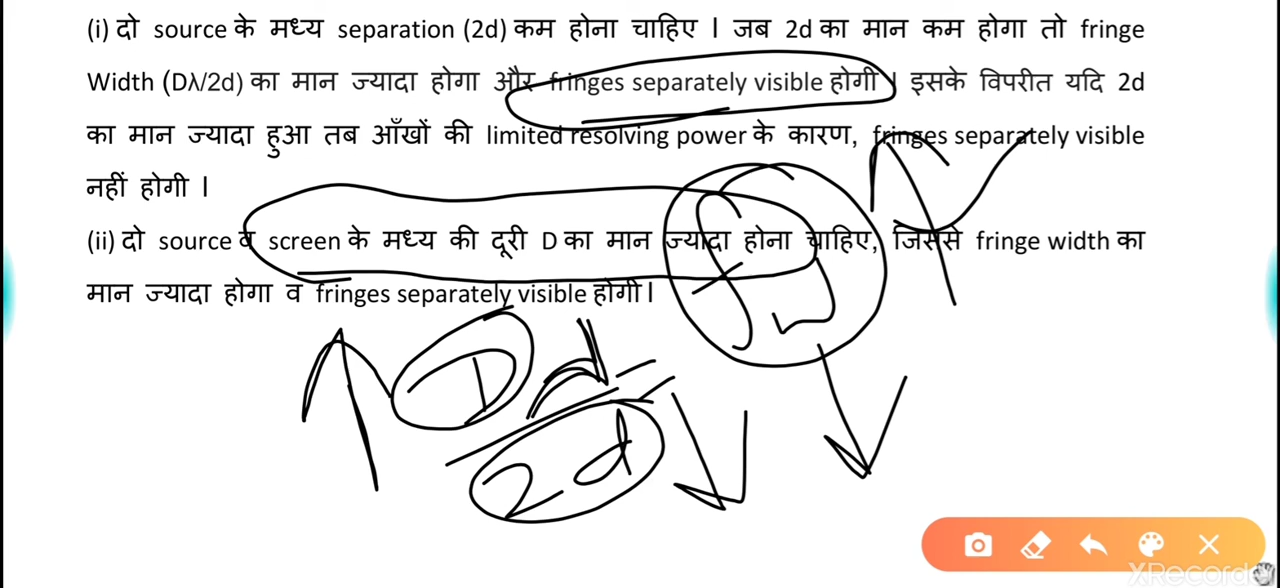 (i) दो source के मध्य separation (2d) कम होना चाहिए । जब 2d का मान कम होगा तो fringe
Width (Dλ/2d) का मान ज्यादा होगा और fringes separately visible होगी । इसके विपरीत यदि 2d
का मान ज्यादा हुआ तब आँखों की limited resolving power के कारण, fringes separately visible
नहीं होगी ।
(ii) दो source व screen के मध्य की दूरी D का मान ज्यादा होना चाहिए, जिससे fringe width का
मान ज्यादा होगा व fringes separately visible होगी ।
D
2d
XRecorder